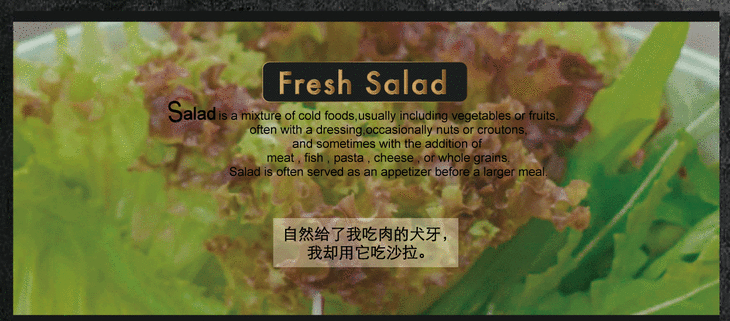 Fresh Salad
Salad is a mixture of cold foods,usually including vegetables or fruits,
often with a dressing,occasionally nuts or croutons,
and sometimes with the addition of
meat , fish , pasta , cheese , or whole grains.
Salad is often served as an appetizer before a larger meal.
自然给了我吃肉的犬牙，
我却用它吃沙拉。